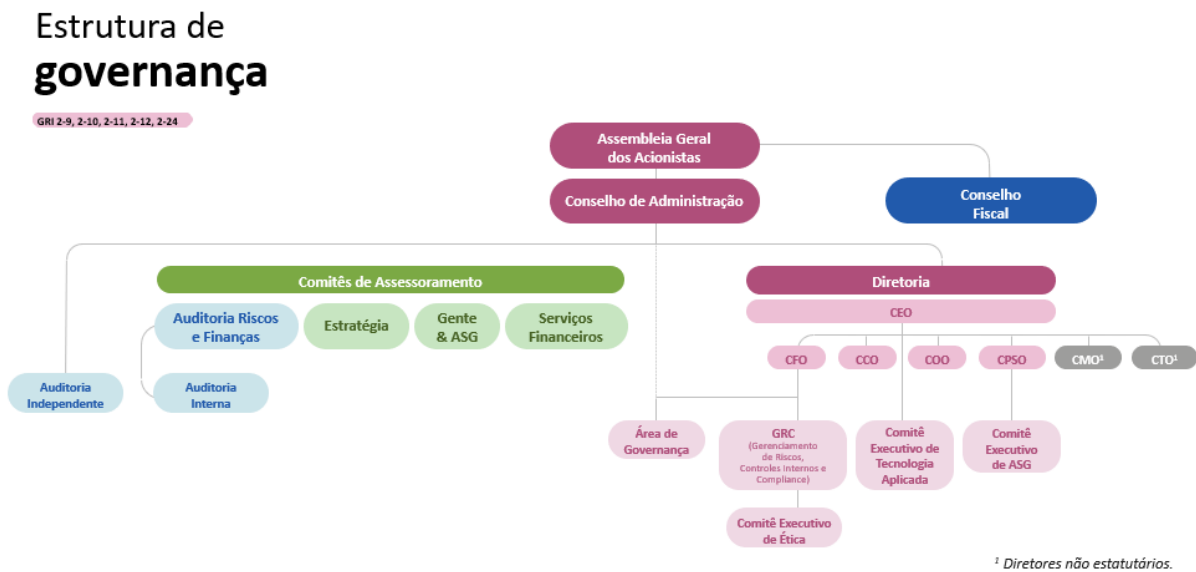 Estrutura de
governança
GRI 2-9, 2-10, 2-11, 2-12, 2-24
Assembleia Geral
dos Acionistas
Conselho de Administração
Conselho
Fiscal
Comitês de Assessoramento
Diretoria
Auditoria Riscos
e Finanças
Estratégia
Gente
& ASG
Serviços
Financeiros
CEO
CFO
CCO
COO
CPSO
CMO¹
CTO¹
Auditoria
Independente
Auditoria
Interna
Área de
Governança
GRC
(Gerenciamento
de Riscos,
Controles Internos e
Compliance)
Comitê
Executivo de
Tecnologia
Aplicada
Comitê
Executivo
de ASG
Comitê Executivo
de Ética
¹ Diretores não estatutários.